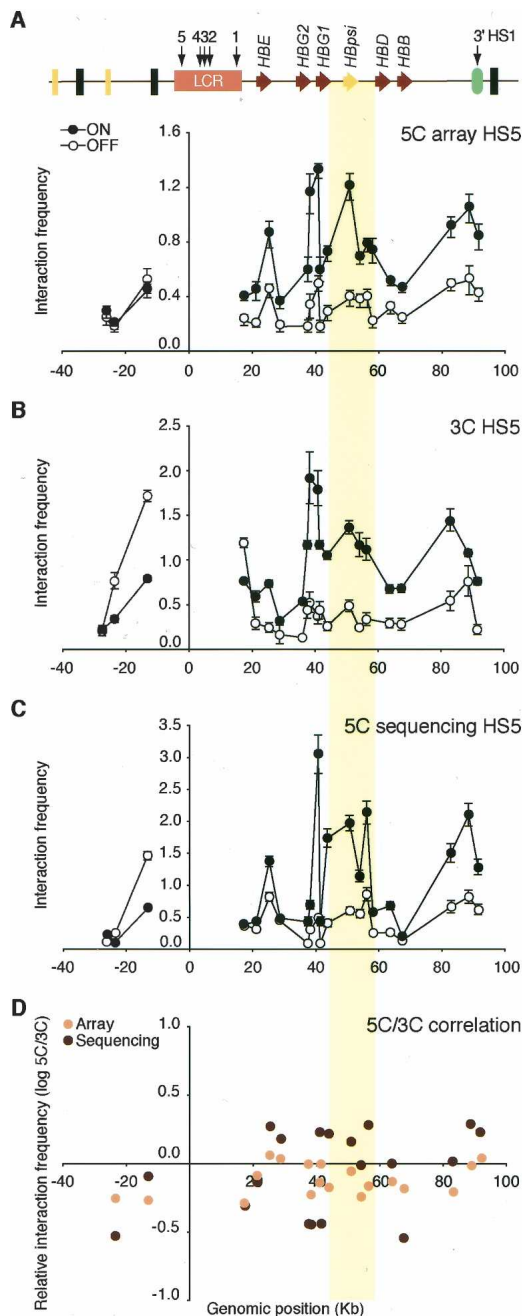 A
5 4 3 2 1 HBE HBG2 HBG1 HBpsi HBD HBB 3' HS1
LCR
ON
OFF
5C array HS5
Interaction frequency
1.6
1.2
0.8
0.4
0.0
-40 -20 0 20 40 60 80 100
B
3C HS5
Interaction frequency
2.5
2.0
1.5
1.0
0.5
0.0
-40 -20 0 20 40 60 80 100
C
5C sequencing HS5
Interaction frequency
3.5
3.0
2.5
2.0
1.5
1.0
0.5
0.0
-40 -20 0 20 40 60 80 100
D
Array
Sequencing
5C/3C correlation
Relative interaction frequency (log 5C/3C)
1.0
0.5
0.0
-0.5
-1.0
-40 -20 0 20 40 60 80 100
Genomic position (Kb)